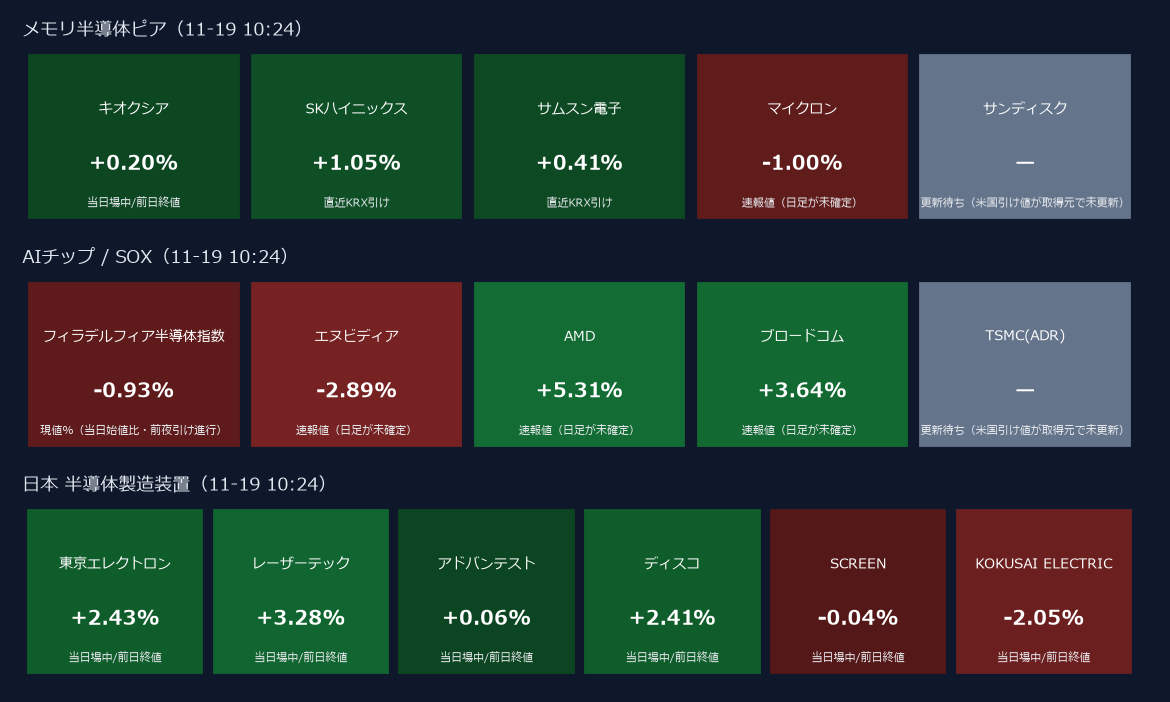 メモリ半導体ピア（11-19 10:24）
キオクシア
+0.20%
当日場中/前日終値
SKハイニックス
+1.05%
直近KRX引け
サムスン電子
+0.41%
直近KRX引け
マイクロン
-1.00%
速報値（日足が未確定）
サンディスク
—
更新待ち（米国引け値が取得元で未更新）
AIチップ / SOX（11-19 10:24）
フィラデルフィア半導体指数
-0.93%
現値%（当日始値比・前夜引け進行）
エヌビディア
-2.89%
速報値（日足が未確定）
AMD
+5.31%
速報値（日足が未確定）
ブロードコム
+3.64%
速報値（日足が未確定）
TSMC(ADR)
—
更新待ち（米国引け値が取得元で未更新）
日本 半導体製造装置（11-19 10:24）
東京エレクトロン
+2.43%
当日場中/前日終値
レーザーテック
+3.28%
当日場中/前日終値
アドバンテスト
+0.06%
当日場中/前日終値
ディスコ
+2.41%
当日場中/前日終値
SCREEN
-0.04%
当日場中/前日終値
KOKUSAI ELECTRIC
-2.05%
当日場中/前日終値